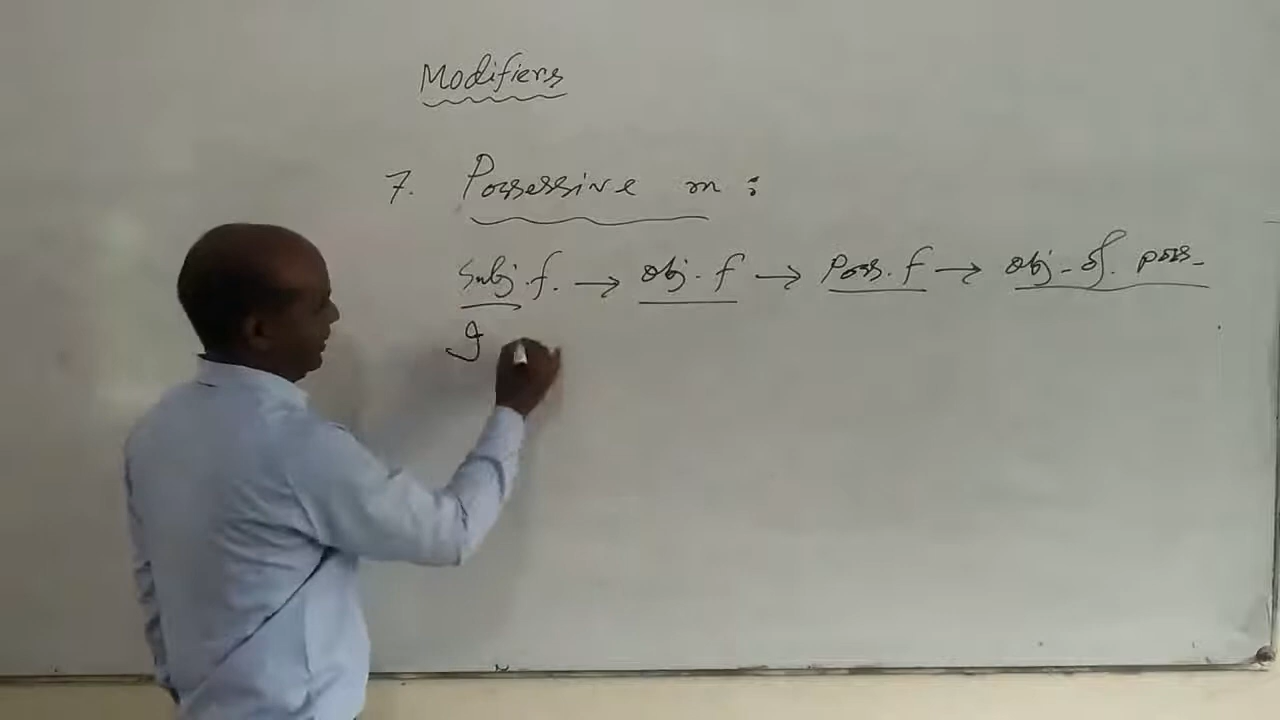 Modifiers
7. Possessive m :
Subj. f. → Obj. f → Poss. f → Obj. of. poss.
I